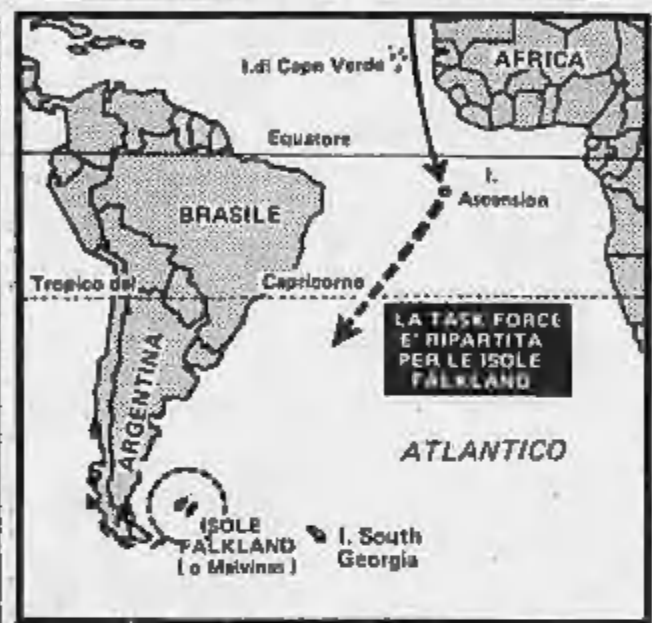 I.di Capo Verde
AFRICA
Equatore
I.
Ascension
BRASILE
Tropico del
Capricorno
LA TASK FORCE
E' RIPARTITA
PER LE ISOLE
FALKLAND
ARGENTINA
ATLANTICO
ISOLE
FALKLAND
(o Malvinas)
I. South
Georgia